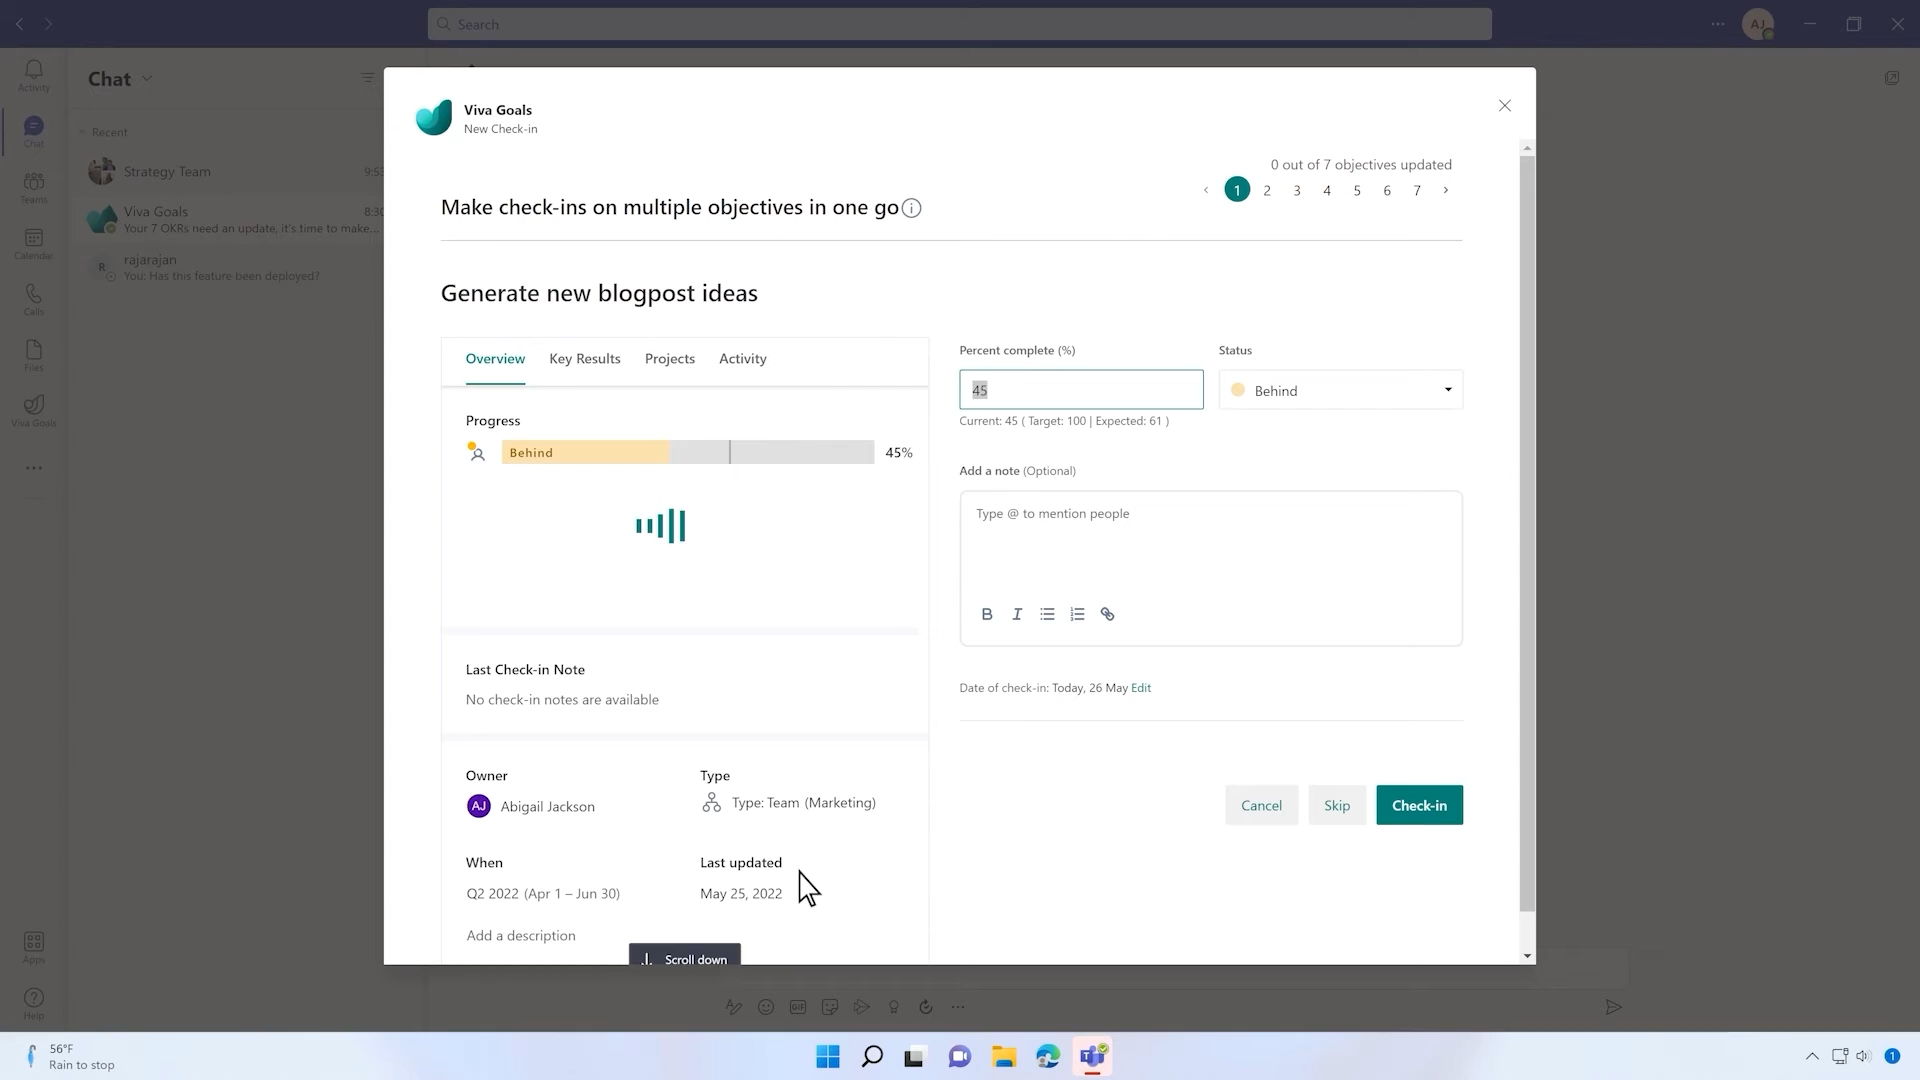 Search
AJ
Activity
Chat
Teams
Calendar
Calls
Files
Viva Goals
Apps
Help
Chat
Recent
Strategy Team 9:53
Viva Goals 8:30
Your 7 OKRs need an update, it's time to make...
R
rajarajan
You: Has this feature been deployed?
Viva Goals
New Check-in
0 out of 7 objectives updated
1 2 3 4 5 6 7
Make check-ins on multiple objectives in one go
Generate new blogpost ideas
Overview Key Results Projects Activity
Progress
Behind 45%
Last Check-in Note
No check-in notes are available
Owner
AJ Abigail Jackson
Type
Type: Team (Marketing)
When
Q2 2022 (Apr 1 – Jun 30)
Last updated
May 25, 2022
Add a description
Scroll down
Percent complete (%)
45
Status
Behind
Current: 45 ( Target: 100 | Expected: 61 )
Add a note (Optional)
Type @ to mention people
B I
Date of check-in: Today, 26 May Edit
Cancel Skip Check-in
GIF
56°F
Rain to stop
T
1